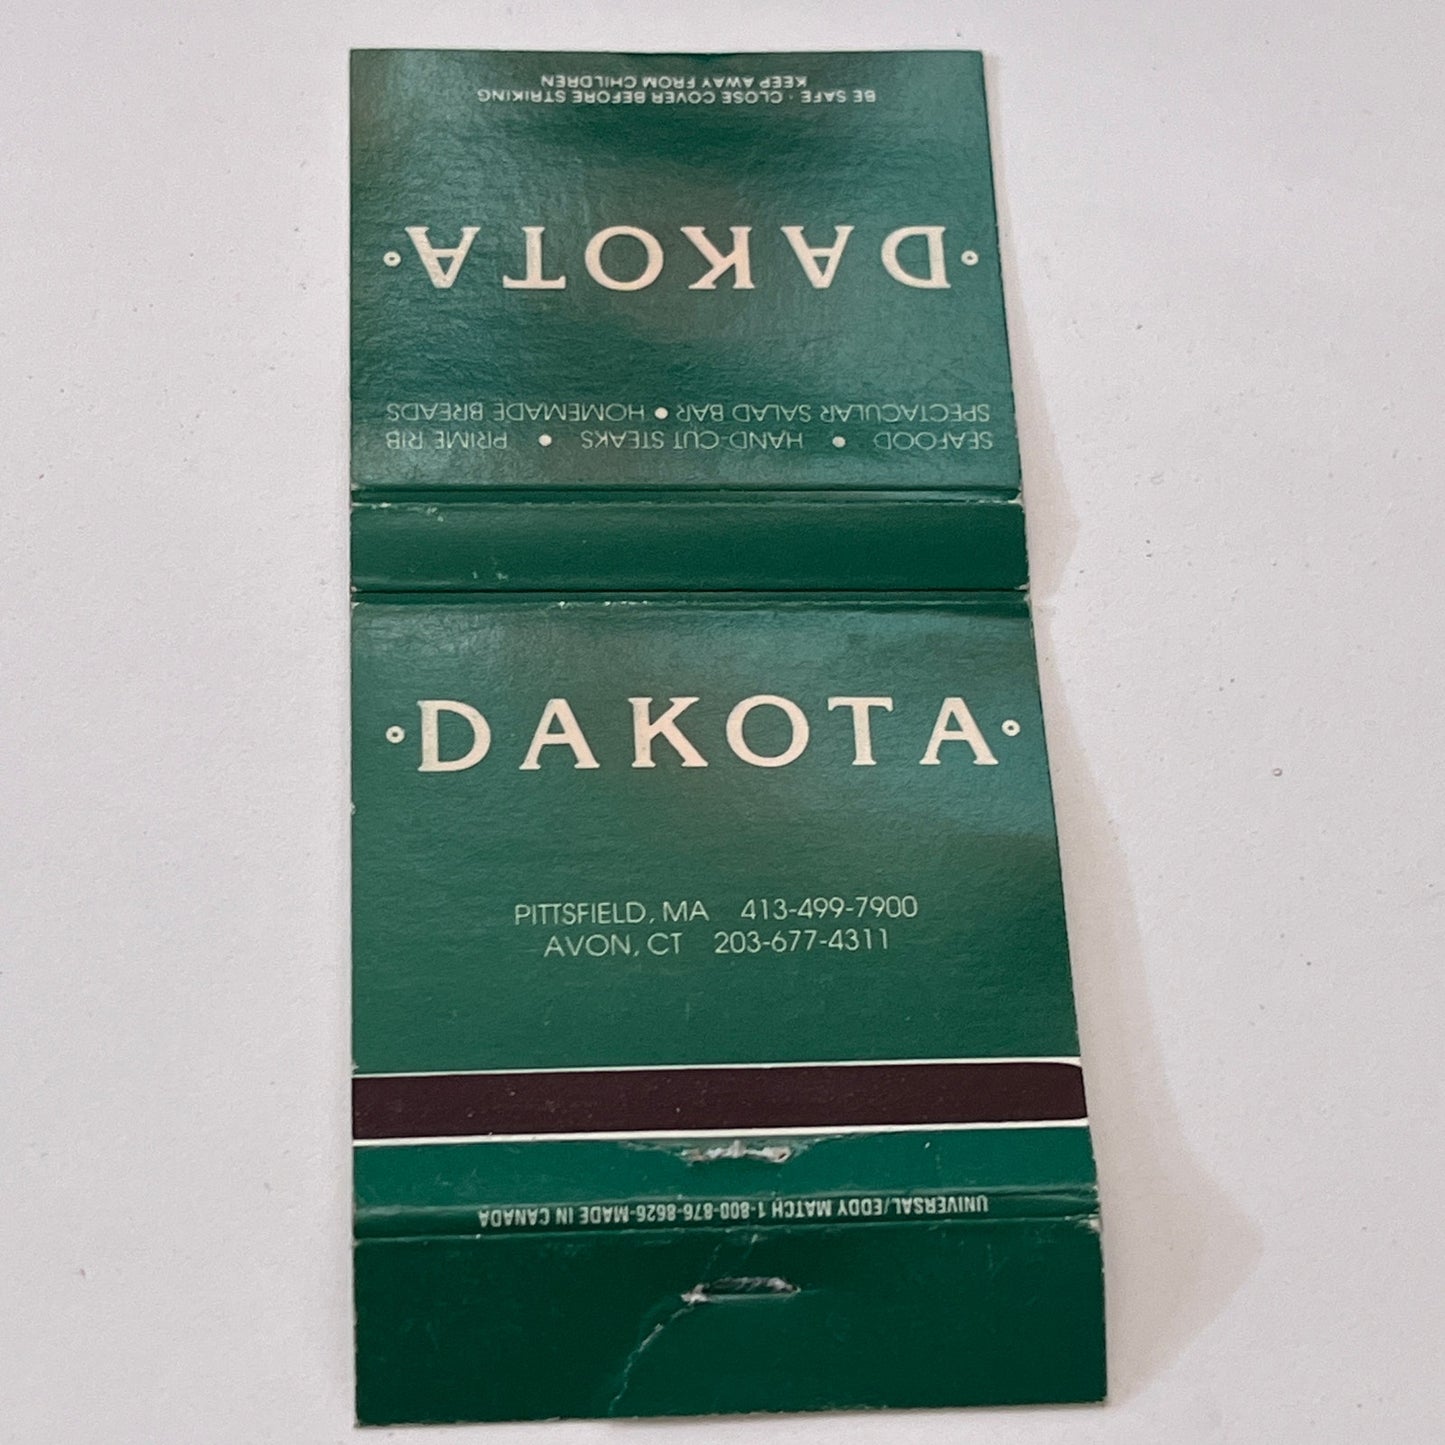 BE SAFE · CLOSE COVER BEFORE STRIKING
KEEP AWAY FROM CHILDREN
DAKOTA
SEAFOOD • HAND-CUT STEAKS • PRIME RIB
SPECTACULAR SALAD BAR • HOMEMADE BREADS
DAKOTA
PITTSFIELD, MA 413-499-7900
AVON, CT 203-677-4311
UNIVERSAL/EDDY MATCH 1-800-876-8626-MADE IN CANADA